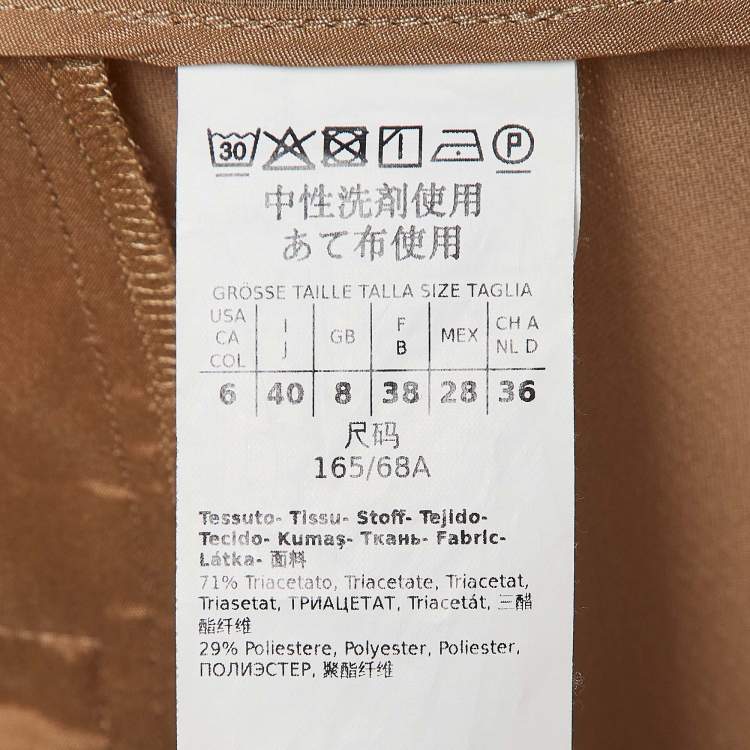 30 P
中性洗剤使用
あて布使用
GRÖSSE TAILLE TALLA SIZE TAGLIA
USA CA COL I J GB F B MEX CH A NL D
6 40 8 38 28 36
尺码
165/68A
Tessuto- Tissu- Stoff- Tejido-
Tecido- Kumaş- Ткань- Fabric-
Látka- 面料
71% Triacetato, Triacetate, Triacetat,
Triasetat, ТРИАЦЕТАТ, Triacetát, 三醋
酯纤维
29% Poliestere, Polyester, Poliester,
ПОЛИЭСТЕР, 聚酯纤维